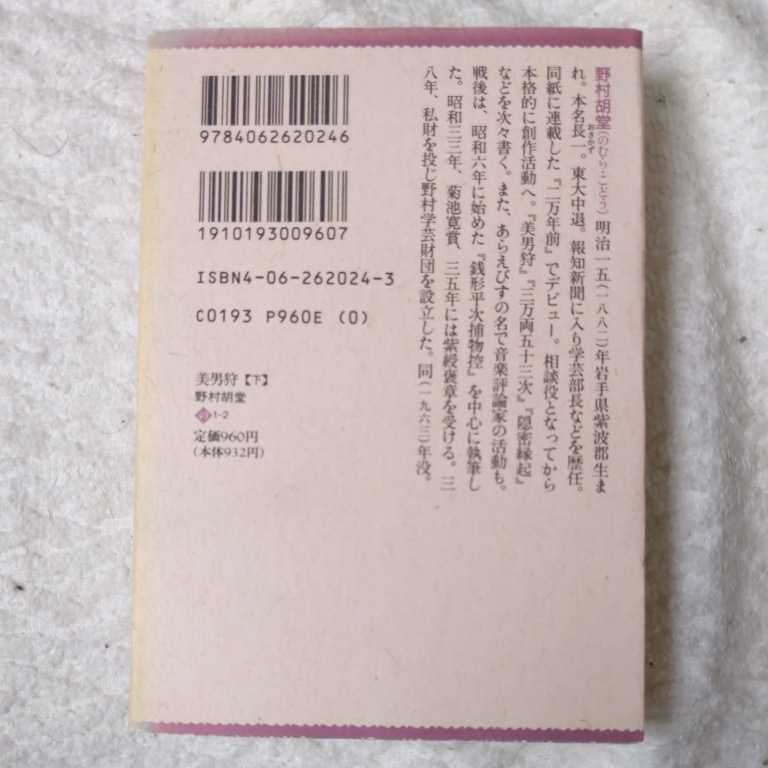 野村胡堂(のむら・こどう) 明治一五(一八八二)年岩手県紫波郡生ま
れ。本名長一。東大中退。報知新聞に入り学芸部長などを歴任。
おさかず
同紙に連載した『二万年前』でデビュー。相談役となってから
本格的に創作活動へ。『美男狩』『三万両五十三次』『隠密縁起』
などを次々書く。また、あらえびすの名で音楽評論家の活動も。
戦後は、昭和六年に始めた『銭形平次捕物控』を中心に執筆し
た。昭和三三年、菊池寛賞、三五年には紫綬褒章を受ける。三
八年、私財を投じ野村学芸財団を設立した。同(一九六三)年没。
9784062620246
1910193009607
ISBN4-06-262024-3
C0193 P960E (0)
美男狩【下】
野村胡堂
1-2
定価960円
(本体932円)